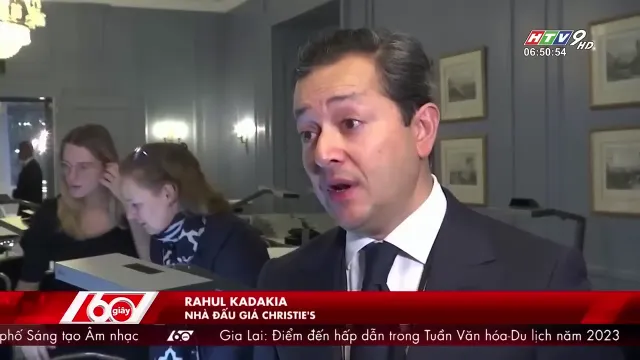 HTV9 HD
06:50:54
60 giây
RAHUL KADAKIA
NHÀ ĐẤU GIÁ CHRISTIE'S
phố Sáng tạo Âm nhạc 60 Gia Lai: Điểm đến hấp dẫn trong Tuần Văn hóa-Du lịch năm 2023